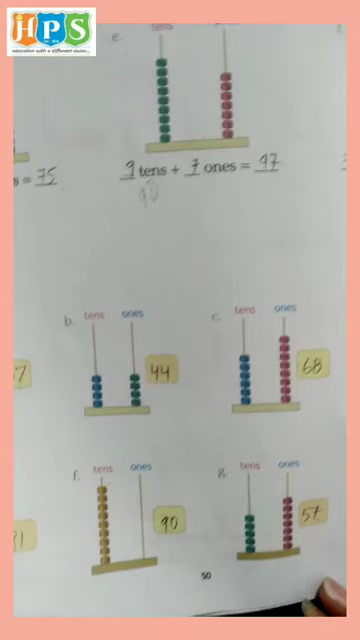 HPS
education with a different vision...
e. tens
s = 75
9 tens + 7 ones = 97
90
b. tens ones
44
c. tens ones
68
f. tens ones
90
g. tens ones
57
50